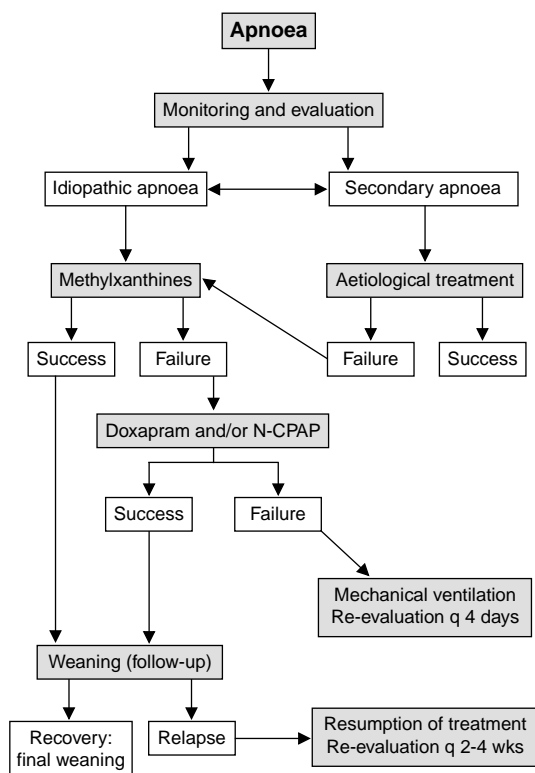 Apnoea
Monitoring and evaluation
Idiopathic apnoea
Secondary apnoea
Methylxanthines
Aetiological treatment
Success
Failure
Failure
Success
Doxapram and/or N-CPAP
Success
Failure
Mechanical ventilation
Re-evaluation q 4 days
Weaning (follow-up)
Recovery:
final weaning
Relapse
Resumption of treatment
Re-evaluation q 2-4 wks